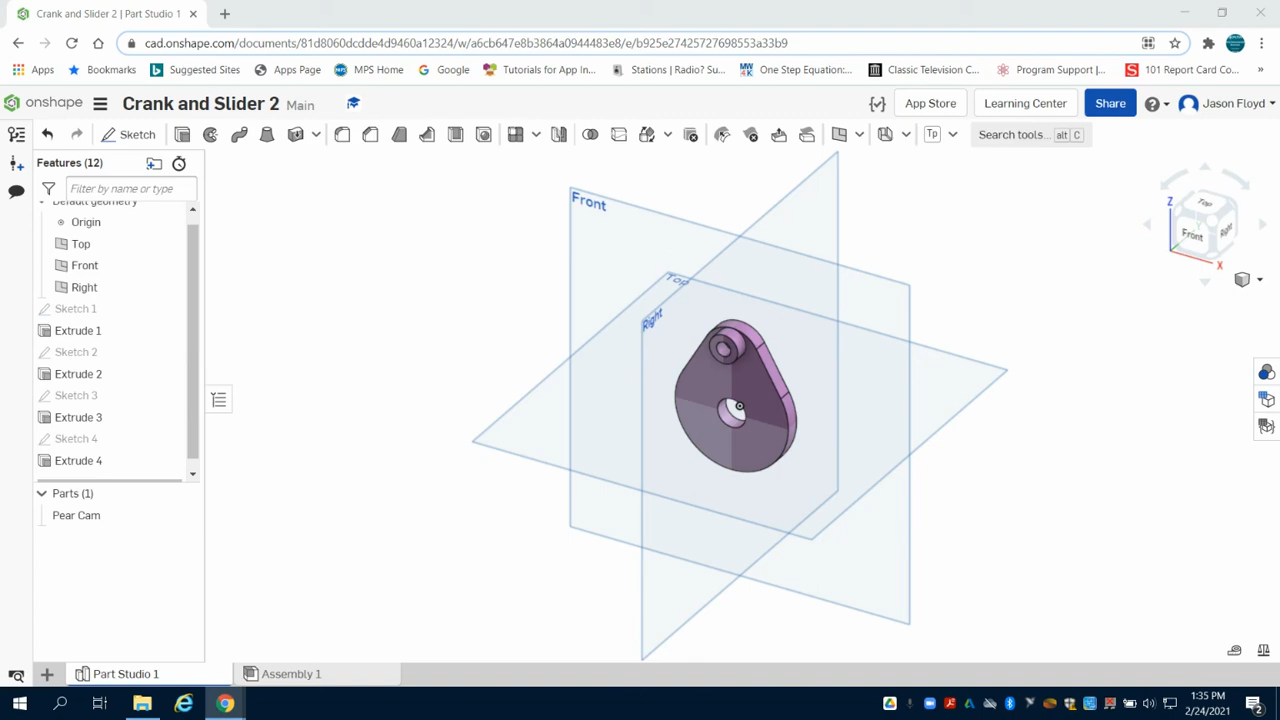 Crank and Slider 2 | Part Studio 1
cad.onshape.com/documents/81d8060dcdde4d9460a12324/w/a6cb647e8b3864a0944483e8/e/b925e27425727698553a33b9
Apps Bookmarks Suggested Sites Apps Page MPS Home Google Tutorials for App In... Stations | Radio? Su... One Step Equation:... Classic Television C... Program Support |... 101 Report Card Co... »
onshape Crank and Slider 2 Main App Store Learning Center Share Jason Floyd
Sketch Tp Search tools... alt C
Features (12)
Filter by name or type
Default geometry
Origin
Top
Front
Right
Sketch 1
Extrude 1
Sketch 2
Extrude 2
Sketch 3
Extrude 3
Sketch 4
Extrude 4
Parts (1)
Pear Cam
Front
Top
Right
Z
Top
Front
Right
X
Part Studio 1 Assembly 1
1:35 PM
2/24/2021
2